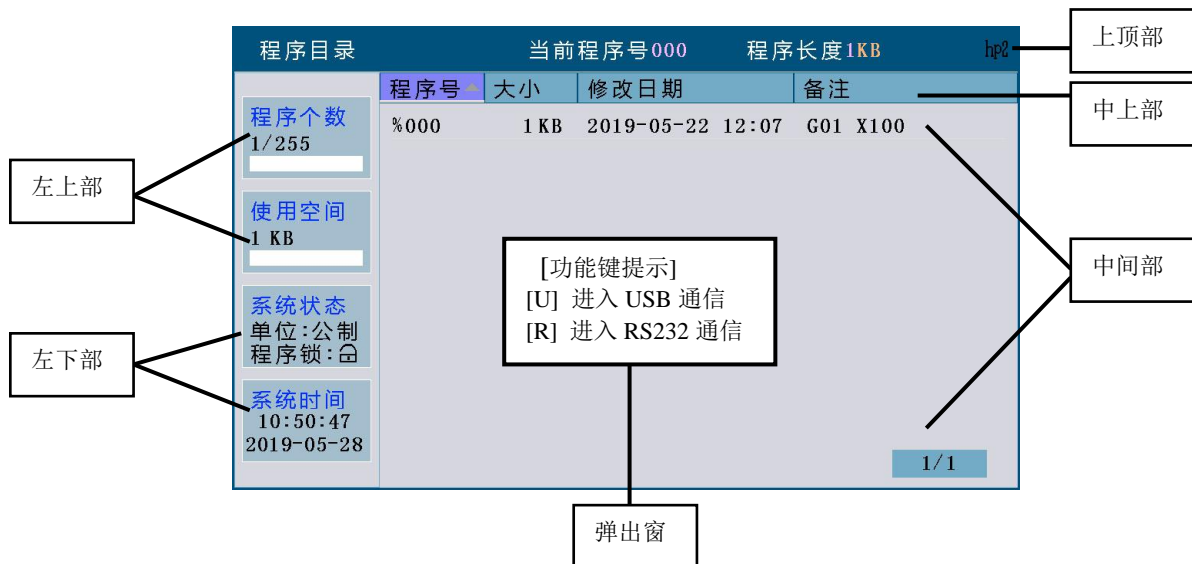 程序目录 当前程序号000 程序长度1KB hp2
上顶部
程序号 大小 修改日期 备注
中上部
%000 1KB 2019-05-22 12:07 G01 X100
程序个数
1/255
左上部
使用空间
1 KB
[功能键提示]
[U] 进入 USB 通信
[R] 进入 RS232 通信
中间部
系统状态
单位:公制
程序锁:
左下部
系统时间
10:50:47
2019-05-28
1/1
弹出窗